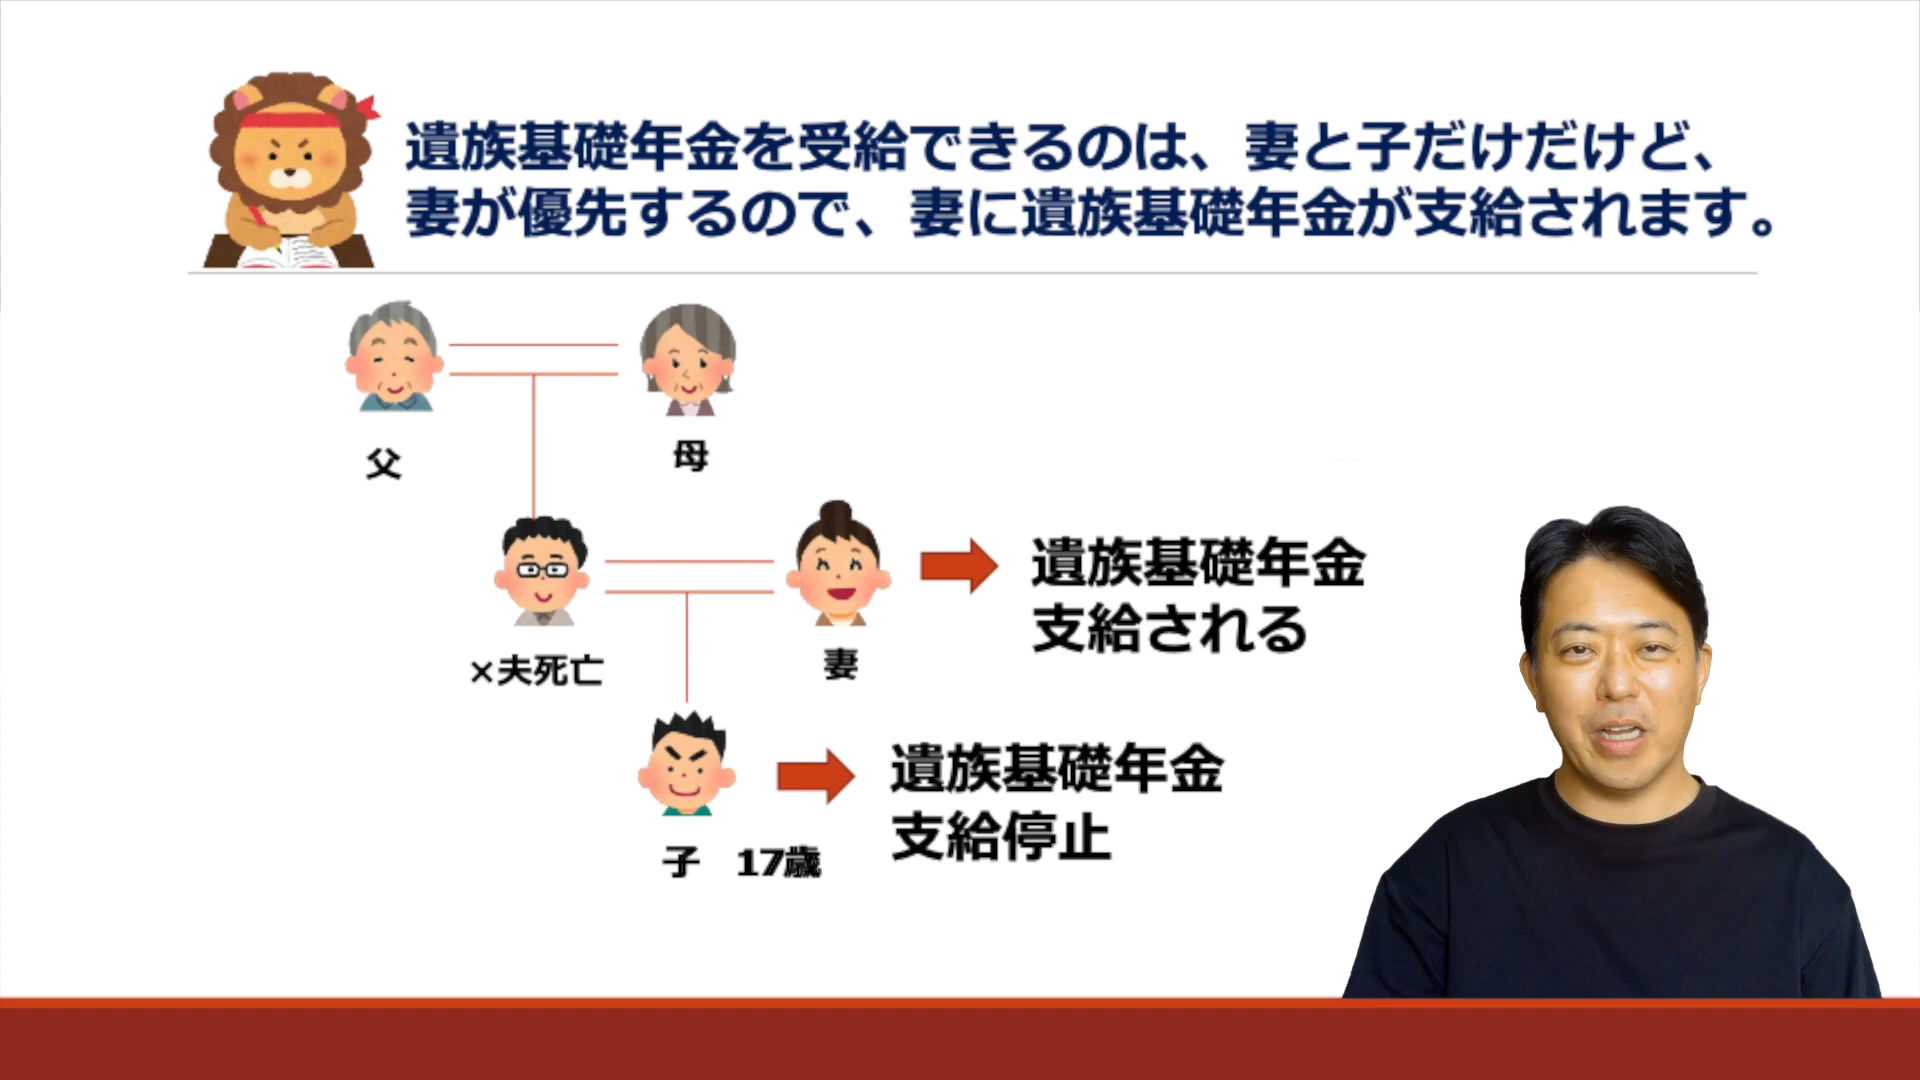 遺族基礎年金を受給できるのは、妻と子だけだけど、
妻が優先するので、妻に遺族基礎年金が支給されます。
父
母
遺族基礎年金
支給される
×夫死亡
妻
遺族基礎年金
支給停止
子 17歳